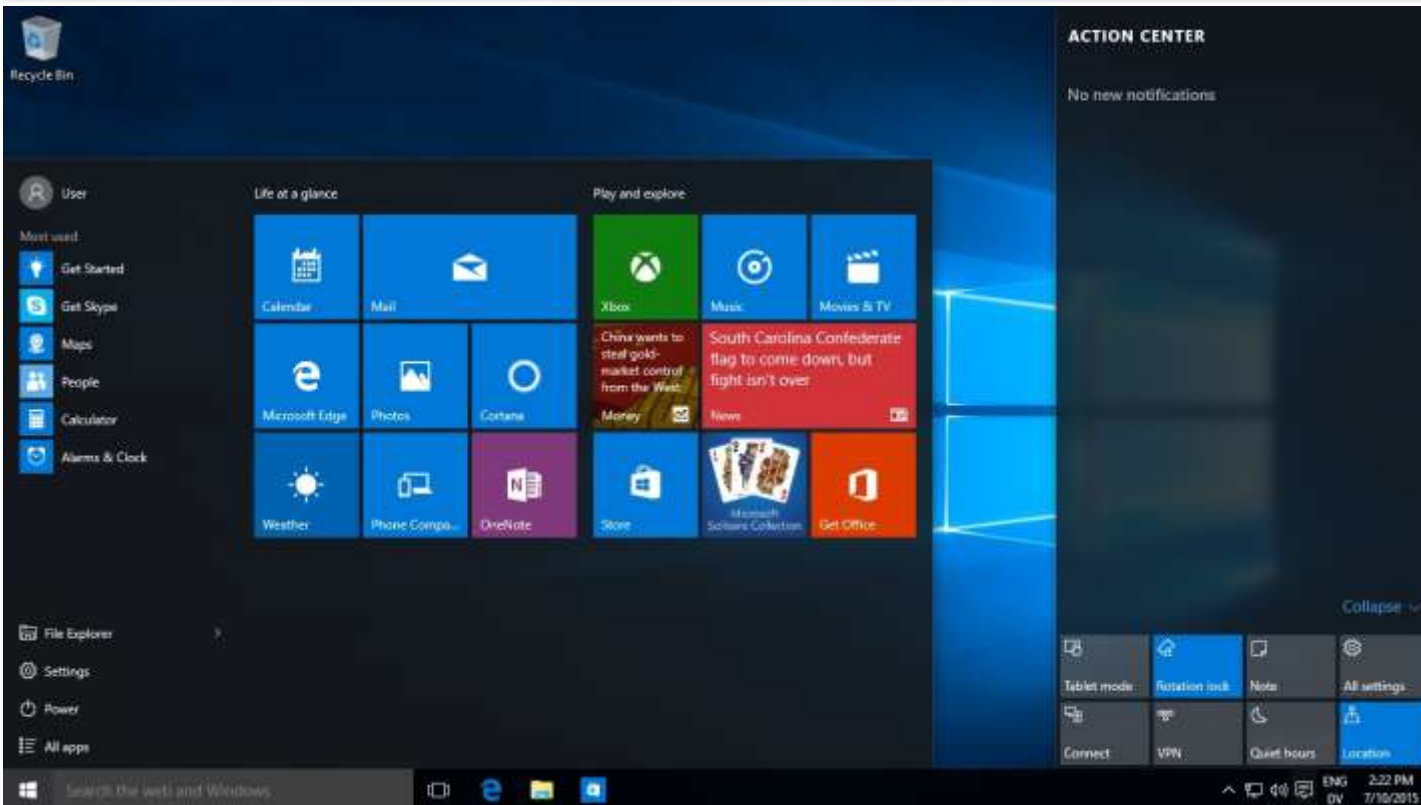 Recycle Bin
ACTION CENTER
No new notifications
User
Most used
Get Started
Get Skype
Maps
People
Calculator
Alarms & Clock
File Explorer
Settings
Power
All apps
Life at a glance
Calendar
Mail
Microsoft Edge
Photos
Cortana
Weather
Phone Compa...
OneNote
Play and explore
Xbox
Music
Movies & TV
China wants to
steal gold-
market control
from the West
Money
South Carolina Confederate
flag to come down, but
fight isn't over
News
Store
Microsoft
Solitaire Collection
Get Office
Collapse
Tablet mode
Rotation lock
Note
All settings
Connect
VPN
Quiet hours
Location
Search the web and Windows
ENG
DV
2:22 PM
7/10/2015